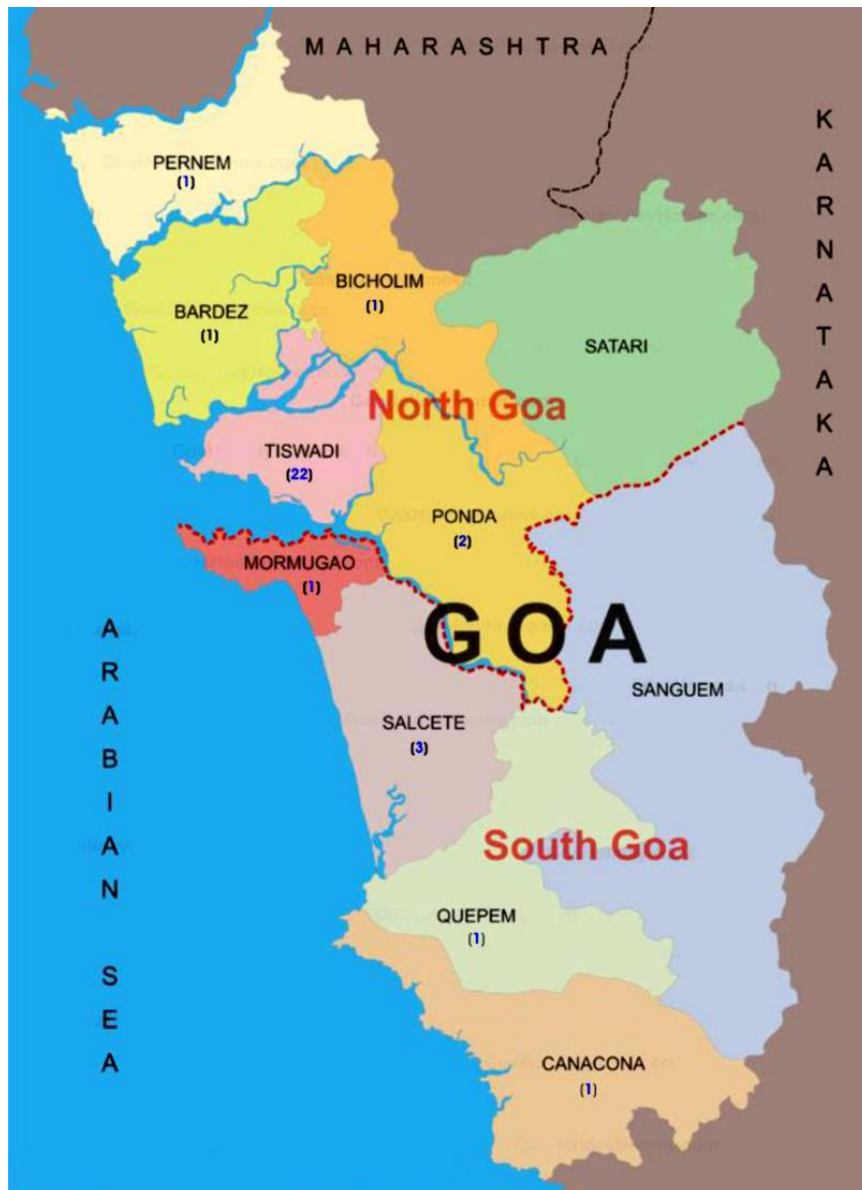 MAHARASHTRA
KARNATAKA
PERNEM
(1)
BICHOLIM
(1)
BARDEZ
(1)
SATARI
North Goa
TISWADI
(22)
PONDA
(2)
MORMUGAO
(1)
GOA
ARABIAN SEA
SANGUEM
SALCETE
(3)
South Goa
QUEPEM
(1)
CANACONA
(1)